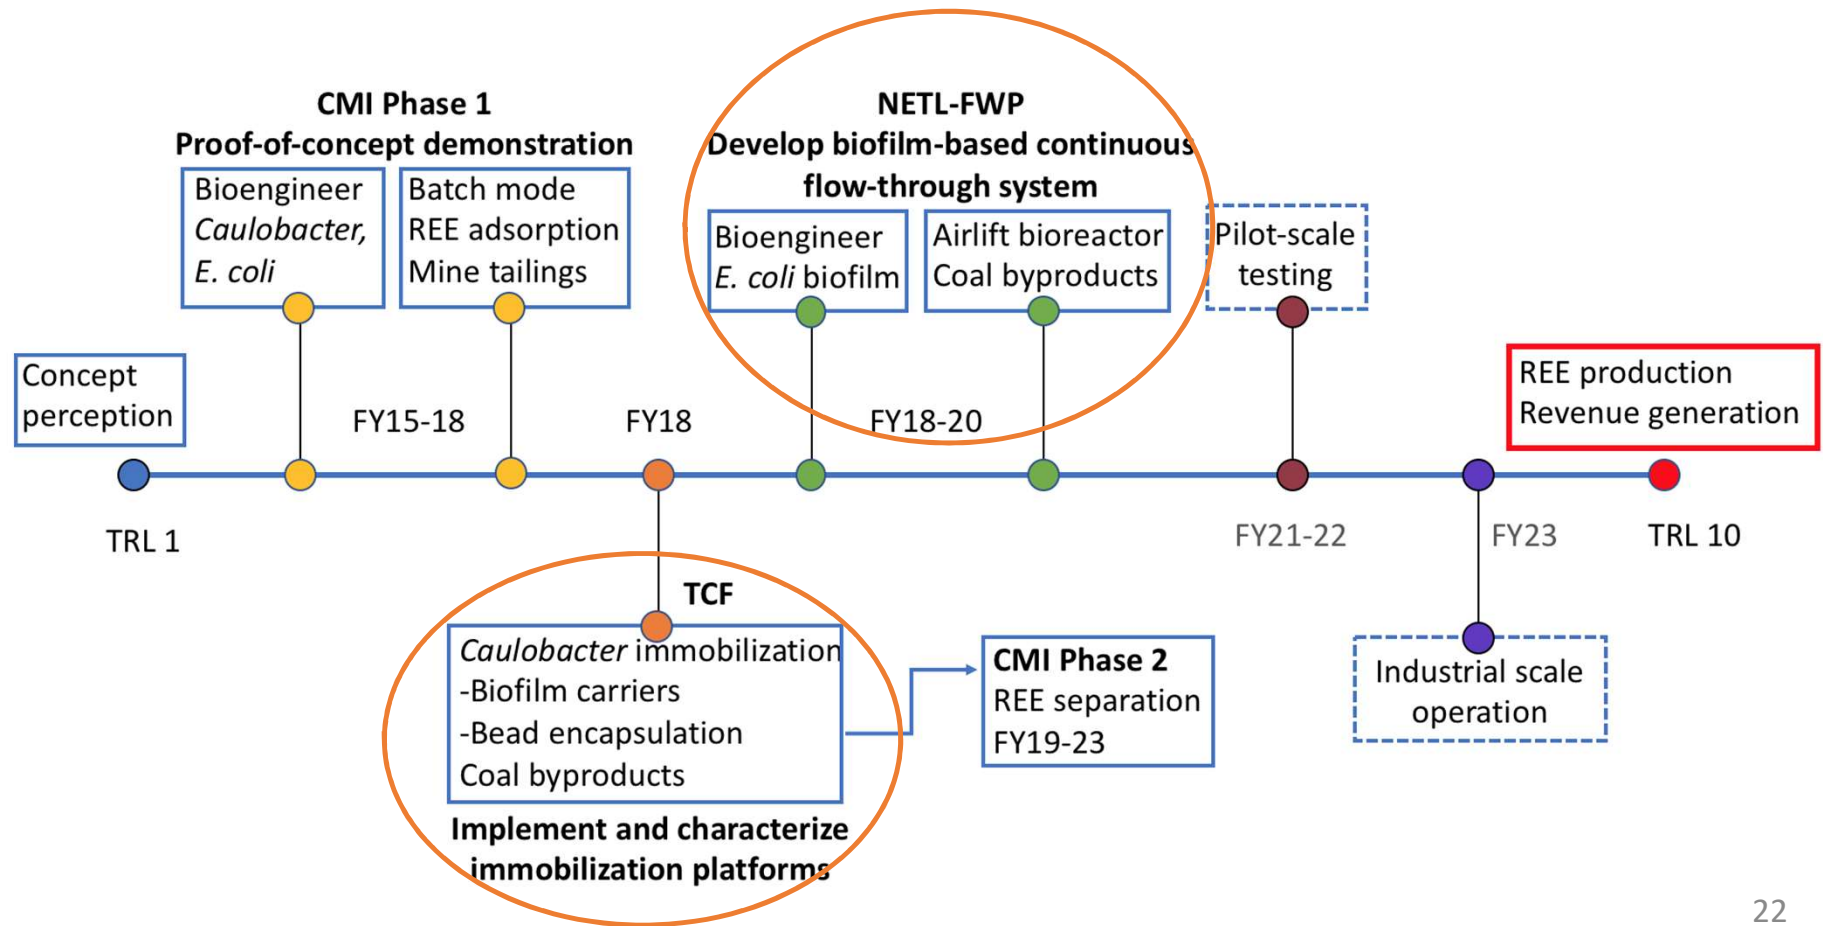 CMI Phase 1
Proof-of-concept demonstration
Bioengineer
Caulobacter,
E. coli
Batch mode
REE adsorption
Mine tailings
NETL-FWP
Develop biofilm-based continuous
flow-through system
Bioengineer
E. coli biofilm
Airlift bioreactor
Coal byproducts
Pilot-scale
testing
Concept
perception
FY15-18
FY18
FY18-20
REE production
Revenue generation
TRL 1
FY21-22
FY23
TRL 10
TCF
Caulobacter immobilization
-Biofilm carriers
-Bead encapsulation
Coal byproducts
Implement and characterize
immobilization platforms
CMI Phase 2
REE separation
FY19-23
Industrial scale
operation
22